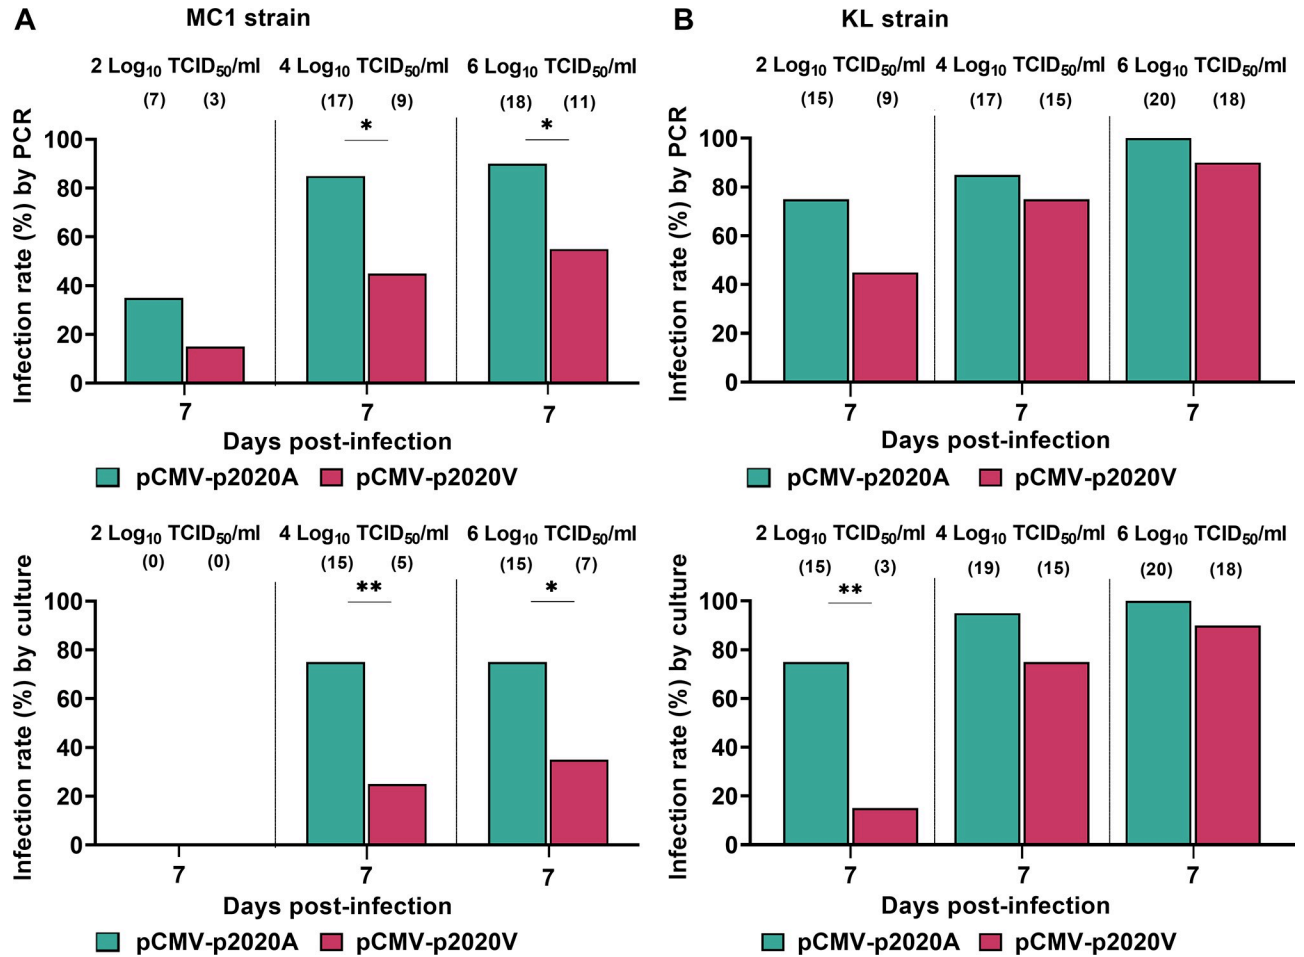 A MC1 strain
2 Log10 TCID50/ml 4 Log10 TCID50/ml 6 Log10 TCID50/ml
(7) (3) (17) (9) (18) (11)
* *
Infection rate (%) by PCR
100
80
60
40
20
0
7 7 7
Days post-infection
pCMV-p2020A pCMV-p2020V
B KL strain
2 Log10 TCID50/ml 4 Log10 TCID50/ml 6 Log10 TCID50/ml
(15) (9) (17) (15) (20) (18)
Infection rate (%) by PCR
100
80
60
40
20
0
7 7 7
Days post-infection
pCMV-p2020A pCMV-p2020V
2 Log10 TCID50/ml 4 Log10 TCID50/ml 6 Log10 TCID50/ml
(0) (0) (15) (5) (15) (7)
** *
Infection rate (%) by culture
100
80
60
40
20
0
7 7 7
Days post-infection
pCMV-p2020A pCMV-p2020V
2 Log10 TCID50/ml 4 Log10 TCID50/ml 6 Log10 TCID50/ml
(15) (3) (19) (15) (20) (18)
**
Infection rate (%) by culture
100
80
60
40
20
0
7 7 7
Days post-infection
pCMV-p2020A pCMV-p2020V